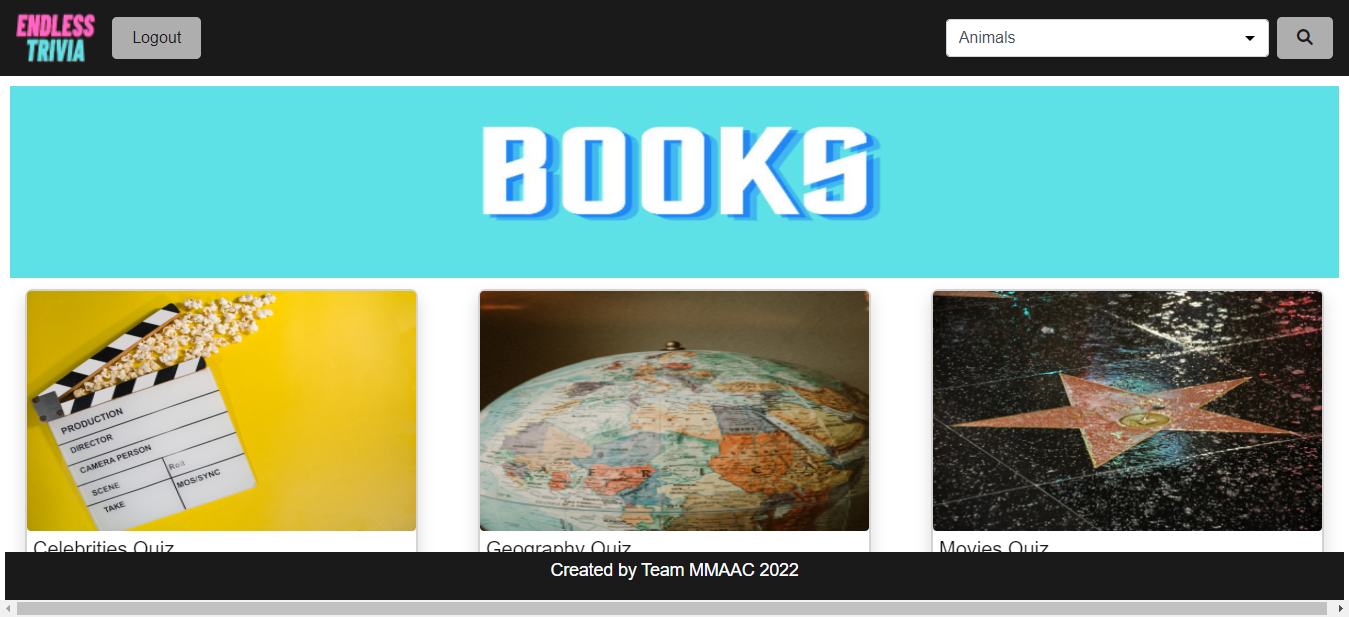 ENDLESS
TRIVIA
Logout
Animals
BOOKS
PRODUCTION
DIRECTOR
CAMERA PERSON
SCENE
Roll
MOS/SYNC
TAKE
AMERICA
Celebrities Quiz
Geography Quiz
Movies Quiz
Created by Team MMAAC 2022